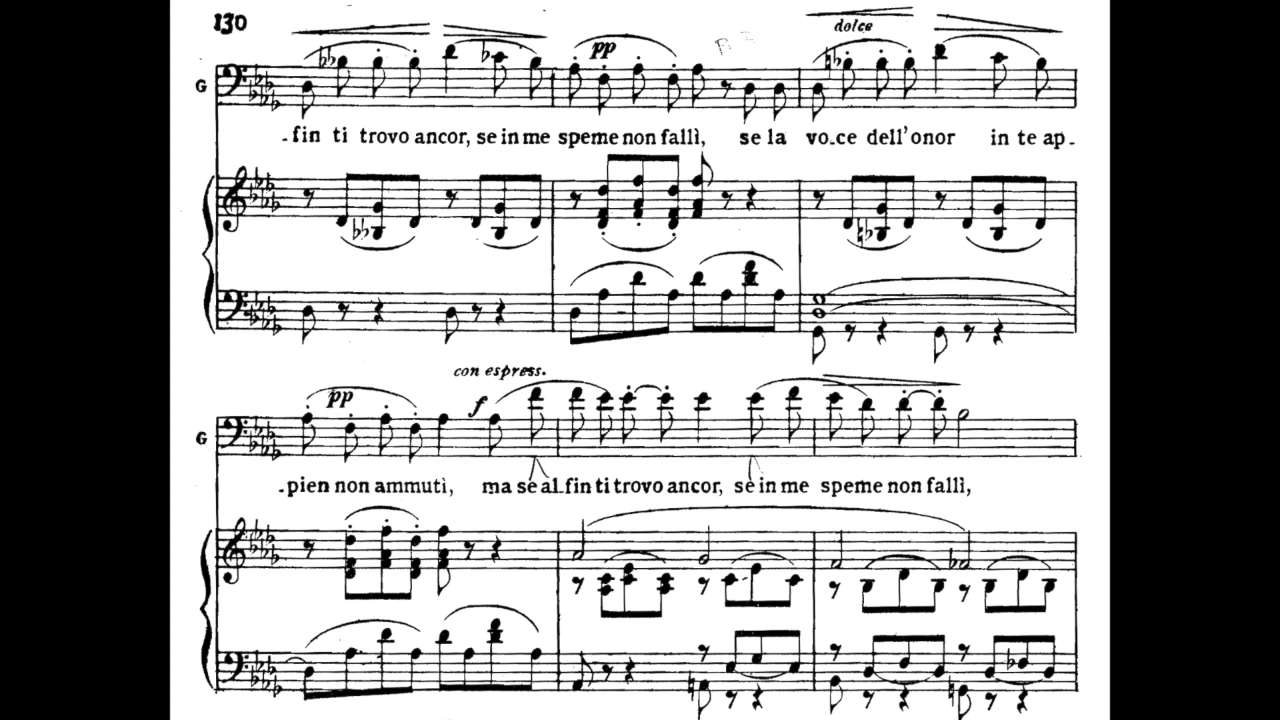 130
dolce
pp
G
- fin ti trovo ancor, se in me speme non fallì, se la vo-ce dell'onor in te ap-
con espress.
pp
f
G
-pien non ammutì, ma se al fin ti trovo ancor, se in me speme non fallì,